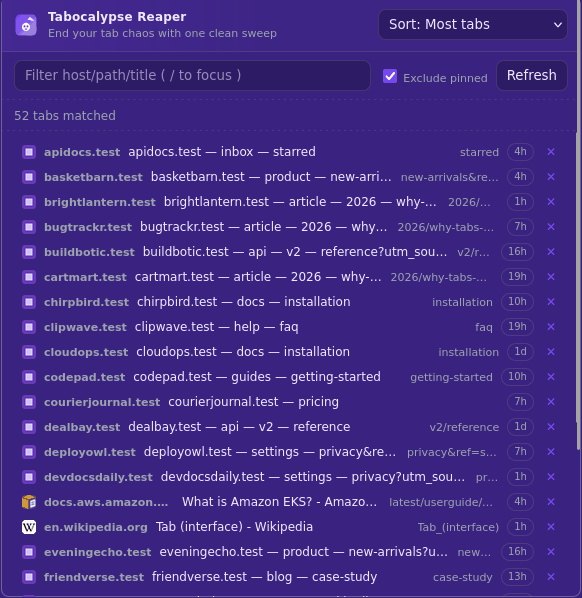 Tabocalypse Reaper
End your tab chaos with one clean sweep
Sort: Most tabs
Filter host/path/title ( / to focus )
Exclude pinned
Refresh
52 tabs matched
apidocs.test apidocs.test — inbox — starred starred 4h ×
basketbarn.test basketbarn.test — product — new-arri... new-arrivals&re... 4h ×
brightlantern.test brightlantern.test — article — 2026 — why-... 2026/... 1h ×
bugtrackr.test bugtrackr.test — article — 2026 — why... 2026/why-tabs-... 7h ×
buildbotic.test buildbotic.test — api — v2 — reference?utm_sou... v2/r... 16h ×
cartmart.test cartmart.test — article — 2026 — why-... 2026/why-tabs-... 19h ×
chirpbird.test chirpbird.test — docs — installation installation 10h ×
clipwave.test clipwave.test — help — faq faq 19h ×
cloudops.test cloudops.test — docs — installation installation 1d ×
codepad.test codepad.test — guides — getting-started getting-started 10h ×
courierjournal.test courierjournal.test — pricing 7h ×
dealbay.test dealbay.test — api — v2 — reference v2/reference 1d ×
deployowl.test deployowl.test — settings — privacy&re... privacy&ref=s... 7h ×
devdocsdaily.test devdocsdaily.test — settings — privacy?utm_sou... pr... 1h ×
docs.aws.amazon.... What is Amazon EKS? - Amazo... latest/userguide/... 4h ×
en.wikipedia.org Tab (interface) - Wikipedia Tab_(interface) 1h ×
eveningecho.test eveningecho.test — product — new-arrivals?u... new... 16h ×
friendverse.test friendverse.test — blog — case-study case-study 13h ×